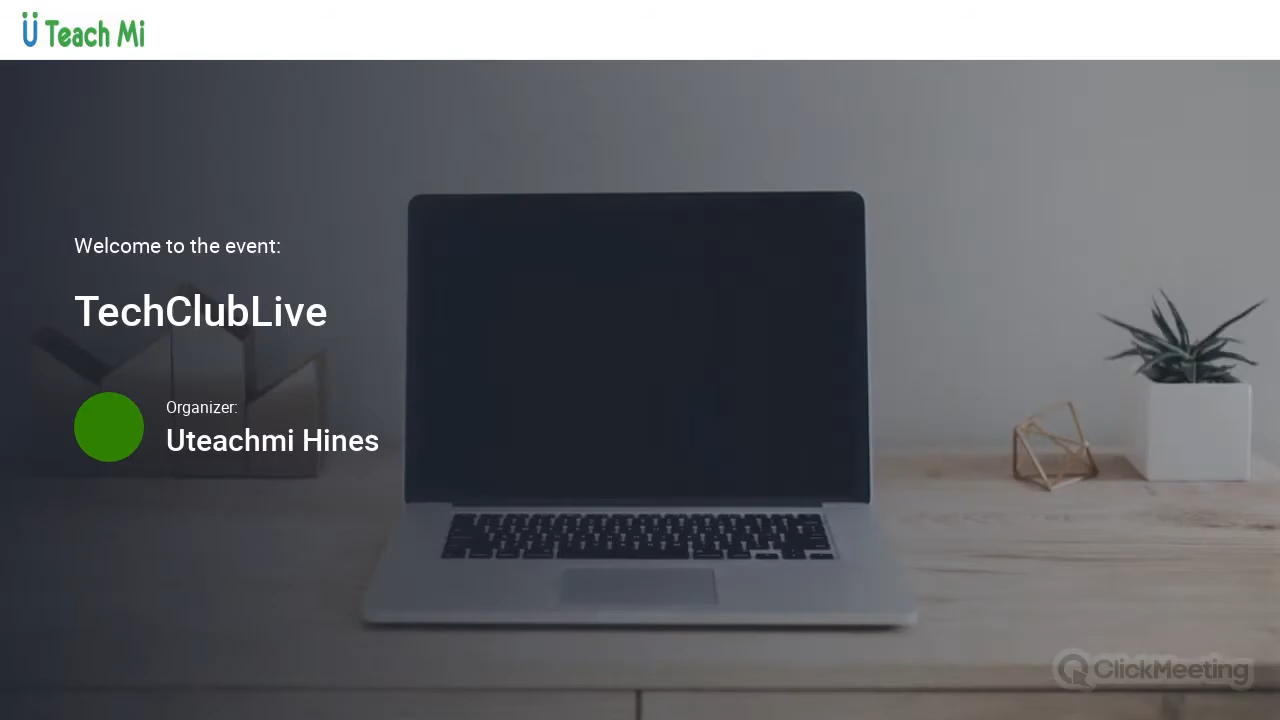 Ü Teach Mi
Welcome to the event:
TechClubLive
Organizer:
Uteachmi Hines
ClickMeeting